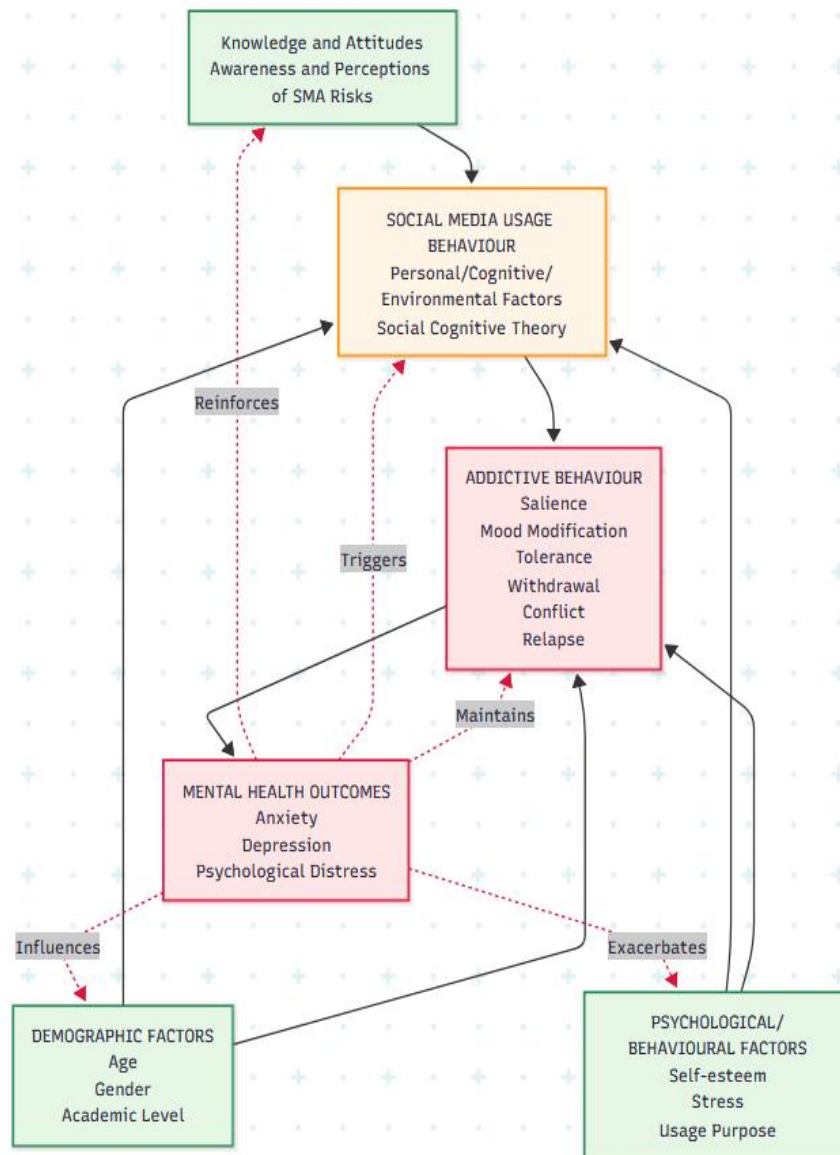 Knowledge and Attitudes
Awareness and Perceptions
of SMA Risks
SOCIAL MEDIA USAGE
BEHAVIOUR
Personal/Cognitive/
Environmental Factors
Social Cognitive Theory
Reinforces
Triggers
ADDICTIVE BEHAVIOUR
Salience
Mood Modification
Tolerance
Withdrawal
Conflict
Relapse
Maintains
MENTAL HEALTH OUTCOMES
Anxiety
Depression
Psychological Distress
Influences
Exacerbates
DEMOGRAPHIC FACTORS
Age
Gender
Academic Level
PSYCHOLOGICAL/
BEHAVIOURAL FACTORS
Self-esteem
Stress
Usage Purpose